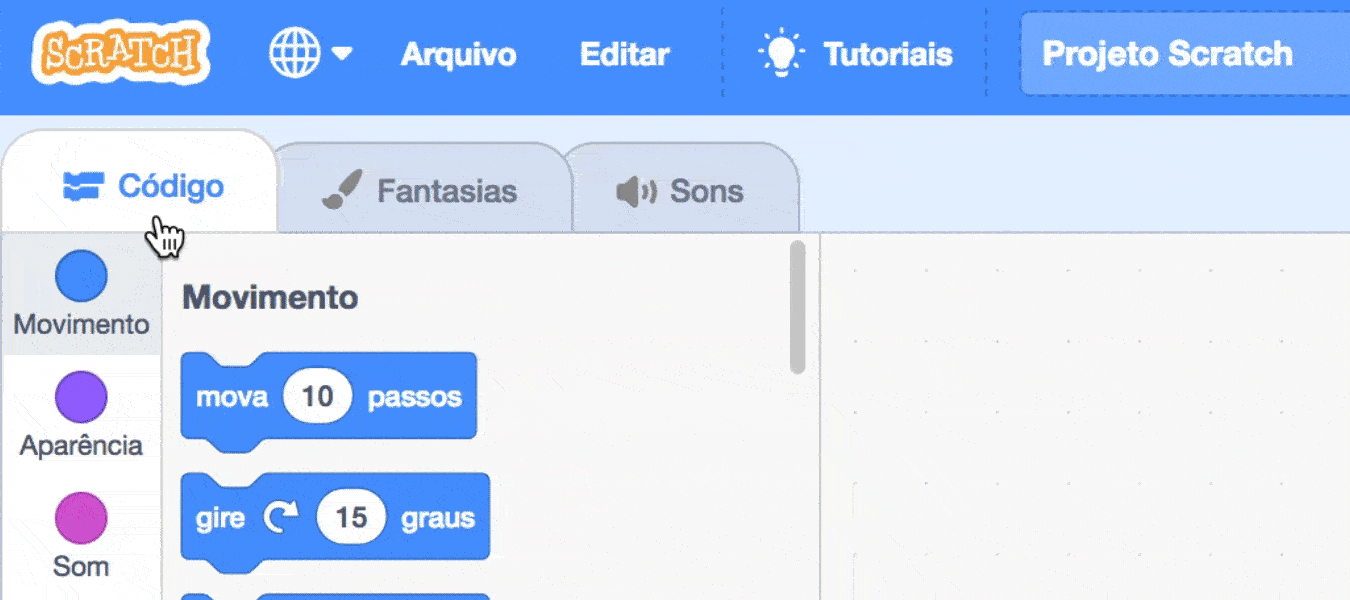 SCRATCH Arquivo Editar Tutoriais Projeto Scratch
Código Fantasias Sons
Movimento
Movimento
mova 10 passos
Aparência
gire 15 graus
Som